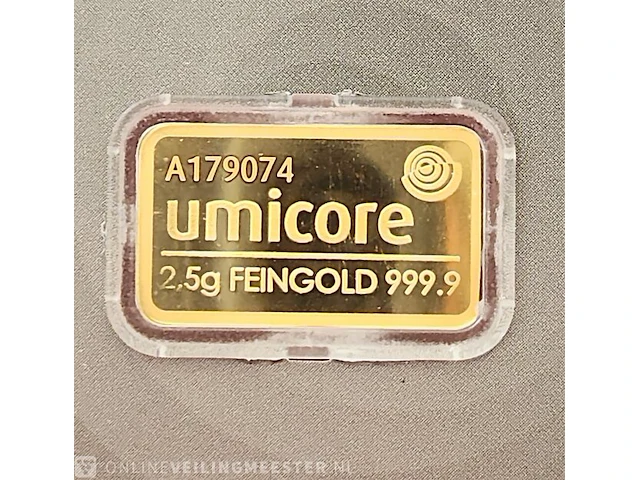 A179074
umicore
2,5g FEINGOLD 999.9
ONLINEVEILINGMEESTER.NL